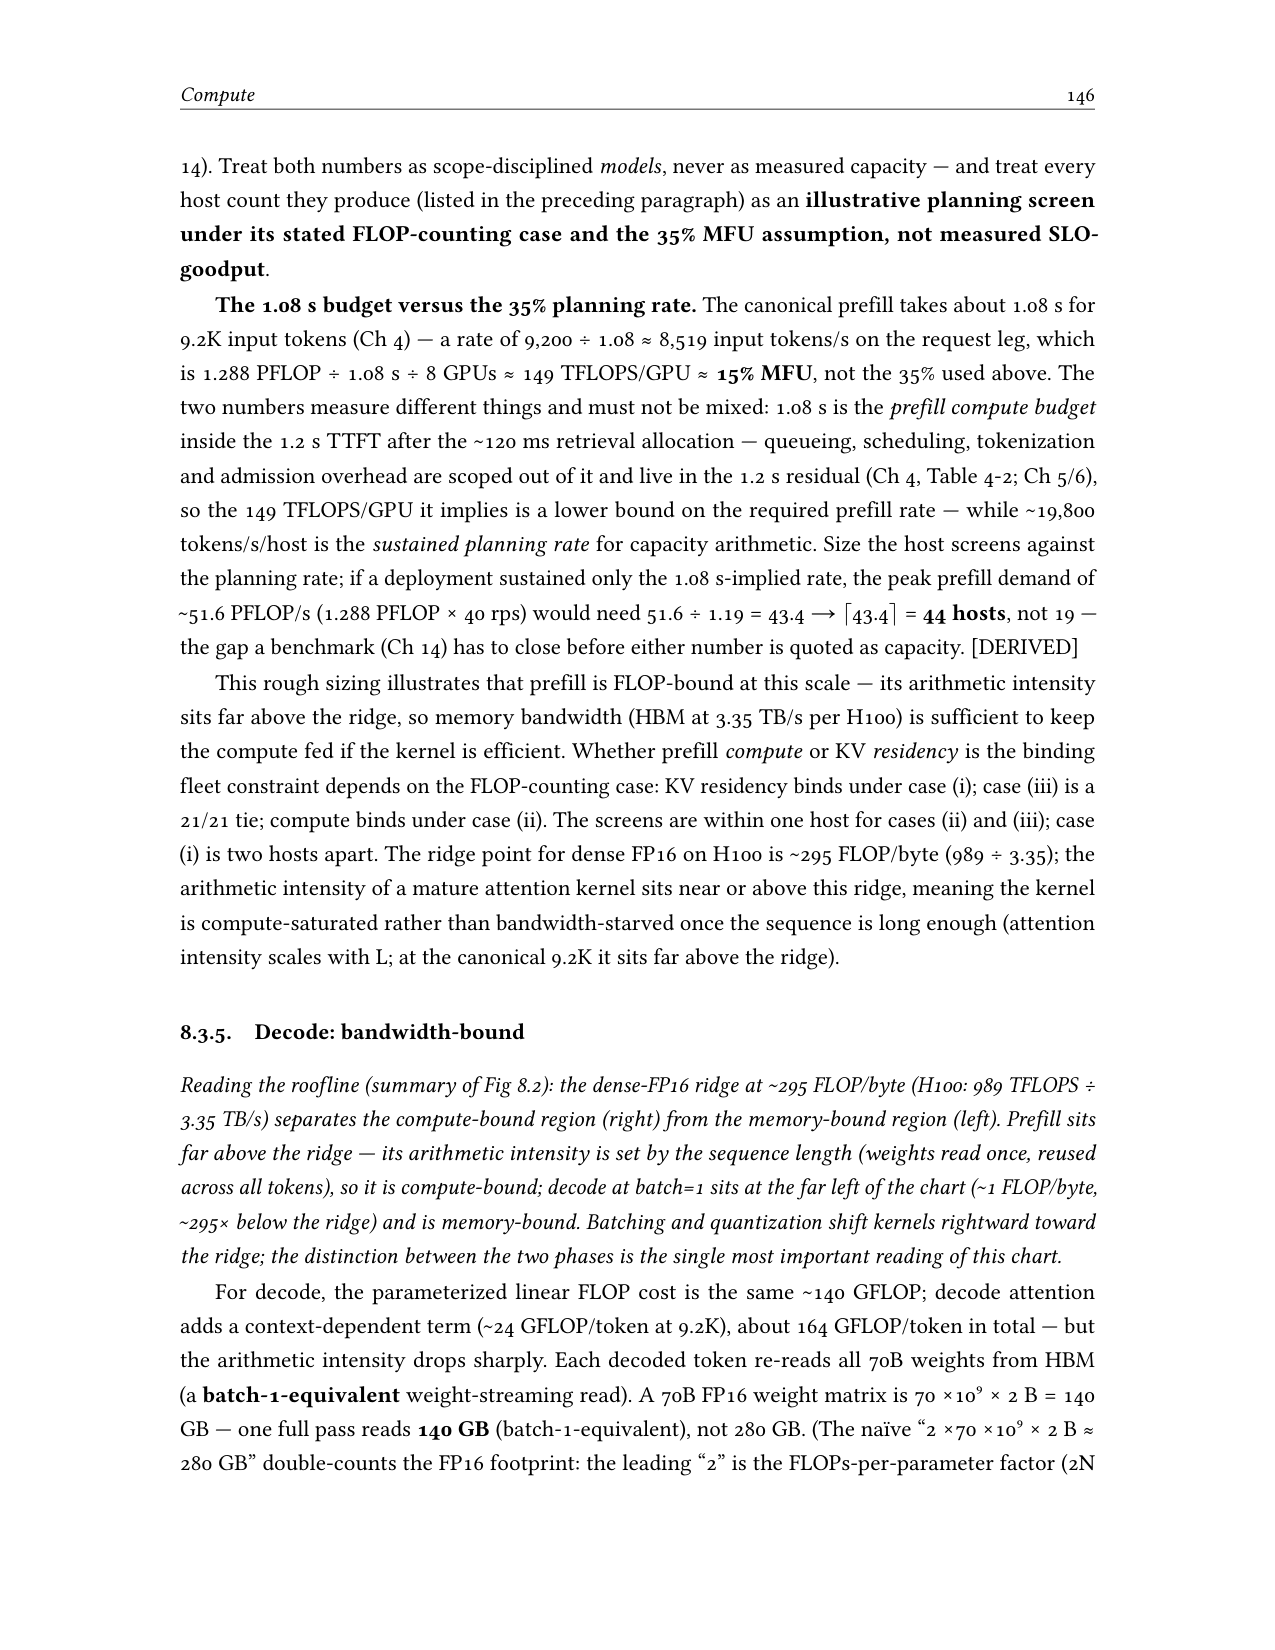 Compute 146
14). Treat both numbers as scope-disciplined models, never as measured capacity — and treat every
host count they produce (listed in the preceding paragraph) as an illustrative planning screen
under its stated FLOP-counting case and the 35% MFU assumption, not measured SLO-
goodput.
The 1.08 s budget versus the 35% planning rate. The canonical prefill takes about 1.08 s for
9.2K input tokens (Ch 4) — a rate of 9,200 ÷ 1.08 ≈ 8,519 input tokens/s on the request leg, which
is 1.288 PFLOP ÷ 1.08 s ÷ 8 GPUs ≈ 149 TFLOPS/GPU ≈ 15% MFU, not the 35% used above. The
two numbers measure different things and must not be mixed: 1.08 s is the prefill compute budget
inside the 1.2 s TTFT after the ~120 ms retrieval allocation — queueing, scheduling, tokenization
and admission overhead are scoped out of it and live in the 1.2 s residual (Ch 4, Table 4-2; Ch 5/6),
so the 149 TFLOPS/GPU it implies is a lower bound on the required prefill rate — while ~19,800
tokens/s/host is the sustained planning rate for capacity arithmetic. Size the host screens against
the planning rate; if a deployment sustained only the 1.08 s-implied rate, the peak prefill demand of
~51.6 PFLOP/s (1.288 PFLOP × 40 rps) would need 51.6 ÷ 1.19 = 43.4 ⟶ ⌈43.4⌉ = 44 hosts, not 19 —
the gap a benchmark (Ch 14) has to close before either number is quoted as capacity. [DERIVED]
This rough sizing illustrates that prefill is FLOP-bound at this scale — its arithmetic intensity
sits far above the ridge, so memory bandwidth (HBM at 3.35 TB/s per H100) is sufficient to keep
the compute fed if the kernel is efficient. Whether prefill compute or KV residency is the binding
fleet constraint depends on the FLOP-counting case: KV residency binds under case (i); case (iii) is a
21/21 tie; compute binds under case (ii). The screens are within one host for cases (ii) and (iii); case
(i) is two hosts apart. The ridge point for dense FP16 on H100 is ~295 FLOP/byte (989 ÷ 3.35); the
arithmetic intensity of a mature attention kernel sits near or above this ridge, meaning the kernel
is compute-saturated rather than bandwidth-starved once the sequence is long enough (attention
intensity scales with L; at the canonical 9.2K it sits far above the ridge).
8.3.5. Decode: bandwidth-bound
Reading the roofline (summary of Fig 8.2): the dense-FP16 ridge at ~295 FLOP/byte (H100: 989 TFLOPS ÷
3.35 TB/s) separates the compute-bound region (right) from the memory-bound region (left). Prefill sits
far above the ridge — its arithmetic intensity is set by the sequence length (weights read once, reused
across all tokens), so it is compute-bound; decode at batch=1 sits at the far left of the chart (~1 FLOP/byte,
~295× below the ridge) and is memory-bound. Batching and quantization shift kernels rightward toward
the ridge; the distinction between the two phases is the single most important reading of this chart.
For decode, the parameterized linear FLOP cost is the same ~140 GFLOP; decode attention
adds a context-dependent term (~24 GFLOP/token at 9.2K), about 164 GFLOP/token in total — but
the arithmetic intensity drops sharply. Each decoded token re-reads all 70B weights from HBM
(a batch-1-equivalent weight-streaming read). A 70B FP16 weight matrix is 70 ×10⁹ × 2 B = 140
GB — one full pass reads 140 GB (batch-1-equivalent), not 280 GB. (The naïve “2 ×70 ×10⁹ × 2 B ≈
280 GB” double-counts the FP16 footprint: the leading “2” is the FLOPs-per-parameter factor (2N